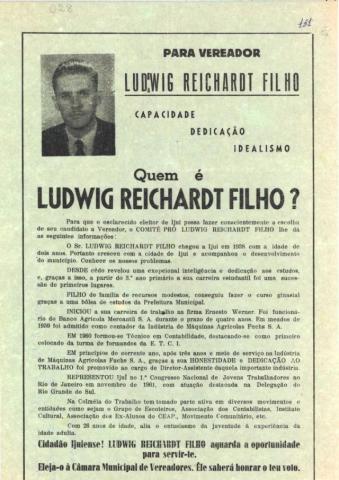 028
131
PARA VEREADOR
LUDWIG REICHARDT FILHO
CAPACIDADE
DEDICAÇÃO
IDEALISMO
Quem é
LUDWIG REICHARDT FILHO ?
Para que o esclarecido eleitor de Ijuí possa fazer conscientemente a escolha
de seu candidato a Vereador, o COMITÉ PRÓ LUDWIG REICHARDT FILHO lhe dá
as seguintes informações:
O Sr. LUDWIG REICHARDT FILHO chegou a Ijuí em 1938 com a idade de
dois anos. Portanto cresceu com a cidade de Ijuí e acompanhou o desenvolvimento
do município. Conhece os nossos problemas.
DESDE cêdo revelou uma exepcional inteligência e dedicação aos estudos,
e, graças a isso, a partir do 2.º ano primário a sua carreira estudantil foi uma suces-
são de primeiros lugares.
FILHO de família de recursos modestos, conseguiu fazer o curso ginasial
graças a uma bôlsa de estudos da Prefeitura Municipal.
INICIOU a sua carreira de trabalho na firma Ernesto Werner. Foi funcioná-
rio do Banco Agrícola Mercantil S. A. durante o prazo de quatro anos. Em meados de
1959 foi admitido como contador da Indústria de Máquinas Agrícolas Fuchs S. A.
EM 1960 formou-se Técnico em Contabilidade, destacando-se como primeiro
colocado da turma de formandos da E. T. C. I.
EM princípios do corrente ano, após três anos e meio de serviço na Indústria
de Máquinas Agrícolas Fuchs S. A., graças a sua HONESTIDADE e DEDICAÇÃO AO
TRABALHO foi promovido ao cargo de Diretor-Assistente daquela importante indústria.
REPRESENTOU Ijuí no 1.º Congresso Nacional de Jovens Trabalhadores no
Rio de Janeiro em novembro de 1961, com atuação destacada na Delegação do
Rio Grande do Sul.
Na Colméia do Trabalho tem tomado parte ativa em diversos movimentos e
entidades como sejam o Grupo de Escoteiros, Associação dos Contabilistas, Instituto
Cultural, Associação dos Ex-Alunos do CEAP, Movimento Comunitário, etc.
Com 26 anos de idade, alia o entusiasmo da juventude à experiência da
idade adulta.
Cidadão Ijuiense! LUDWIG REICHARDT FILHO aguarda a oportunidade
para servir-te.
Eleja-o à Câmara Municipal de Vereadores. Êle saberá honrar o teu voto.